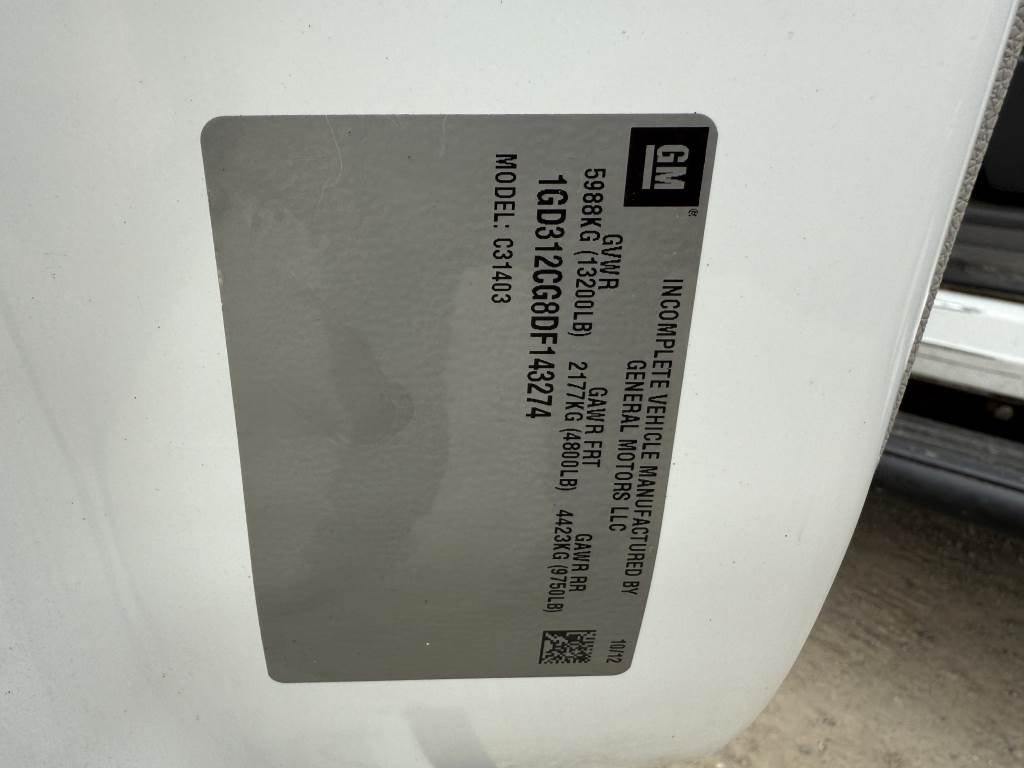 GM®
INCOMPLETE VEHICLE MANUFACTURED BY 10/12
GENERAL MOTORS LLC
GVWR GAWR FRT GAWR RR
5988KG (13200LB) 2177KG (4800LB) 4423KG (9750LB)
1GD312CG8DF143274
MODEL: C31403